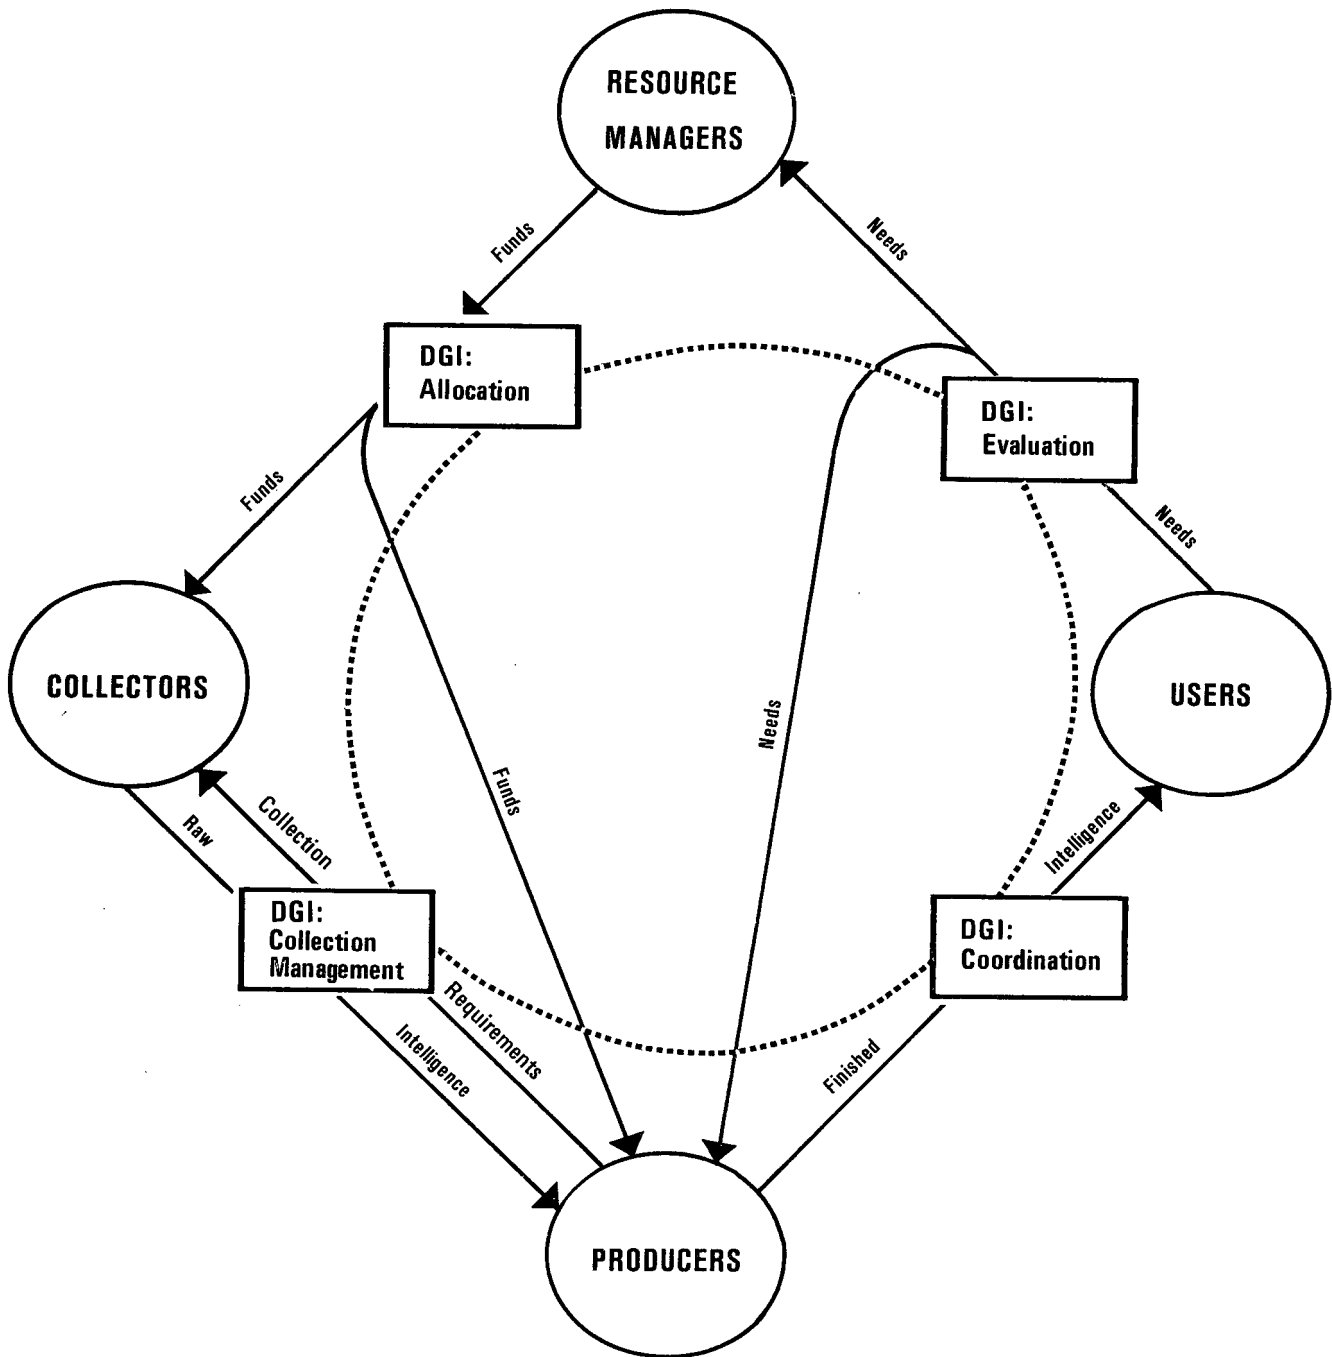 RESOURCE
MANAGERS
Funds
Needs
DGI:
Allocation
DGI:
Evaluation
Funds
Needs
COLLECTORS
USERS
Needs
Funds
Raw
Collection
Intelligence
DGI:
Collection
Management
DGI:
Coordination
Requirements
Intelligence
Finished
PRODUCERS